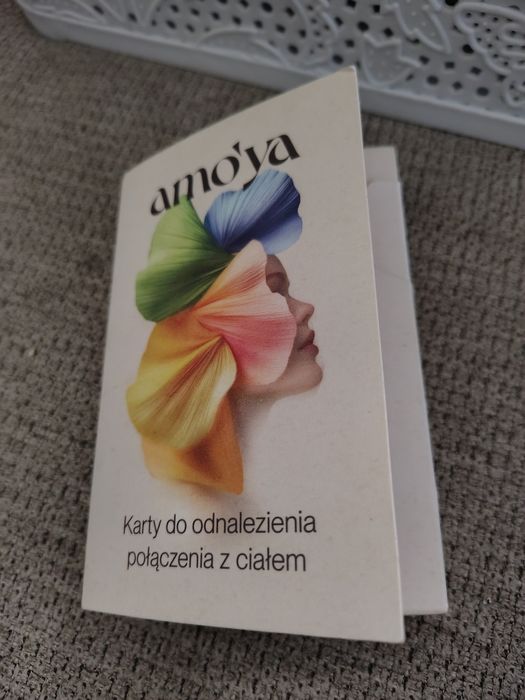 amo'ya
Karty do odnalezienia
połączenia z ciałem